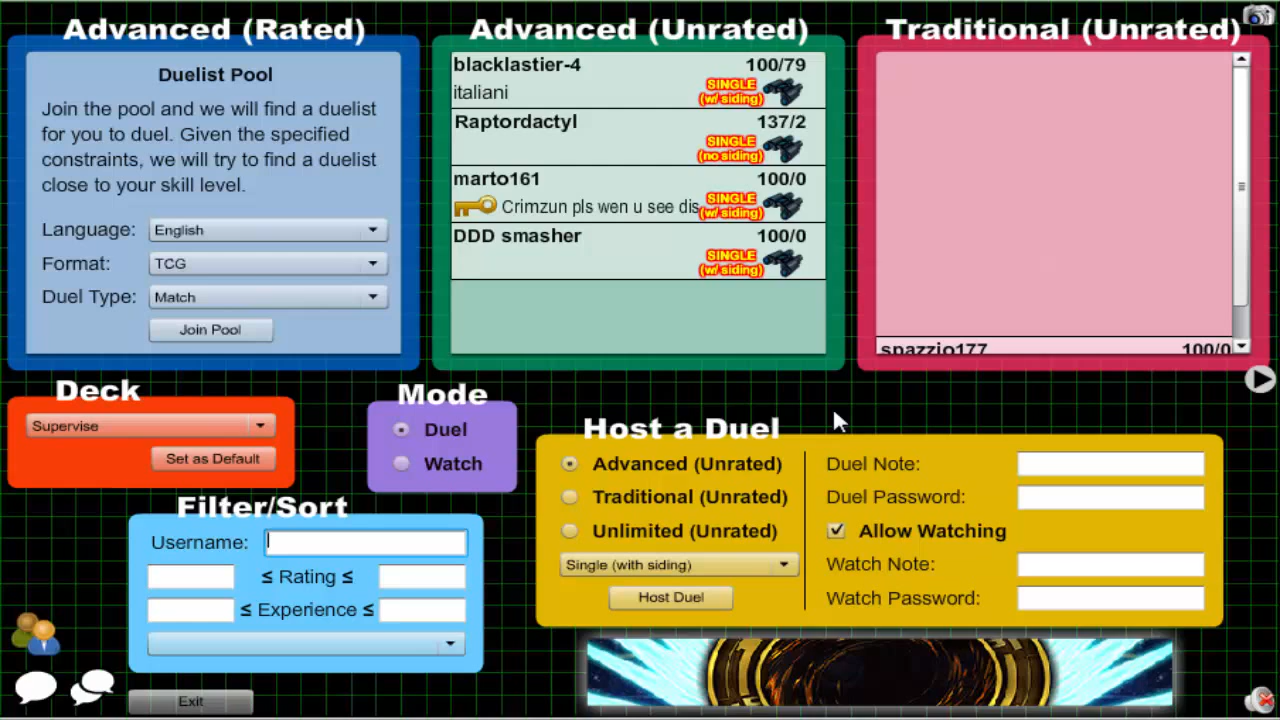 Advanced (Rated)
Duelist Pool
Join the pool and we will find a duelist
for you to duel. Given the specified
constraints, we will try to find a duelist
close to your skill level.
Language: English
Format: TCG
Duel Type: Match
Join Pool
Advanced (Unrated)
blacklastier-4 100/79
italiani SINGLE (w/ siding)
Raptordactyl 137/2
SINGLE (no siding)
marto161 100/0
Crimzun pls wen u see dis SINGLE (w/ siding)
DDD smasher 100/0
SINGLE (w/ siding)
Traditional (Unrated)
spazzio177 100/0
Deck
Supervise
Set as Default
Mode
Duel
Watch
Filter/Sort
Username:
≤ Rating ≤
≤ Experience ≤
Exit
Host a Duel
Advanced (Unrated)
Traditional (Unrated)
Unlimited (Unrated)
Single (with siding)
Host Duel
Duel Note:
Duel Password:
Allow Watching
Watch Note:
Watch Password: